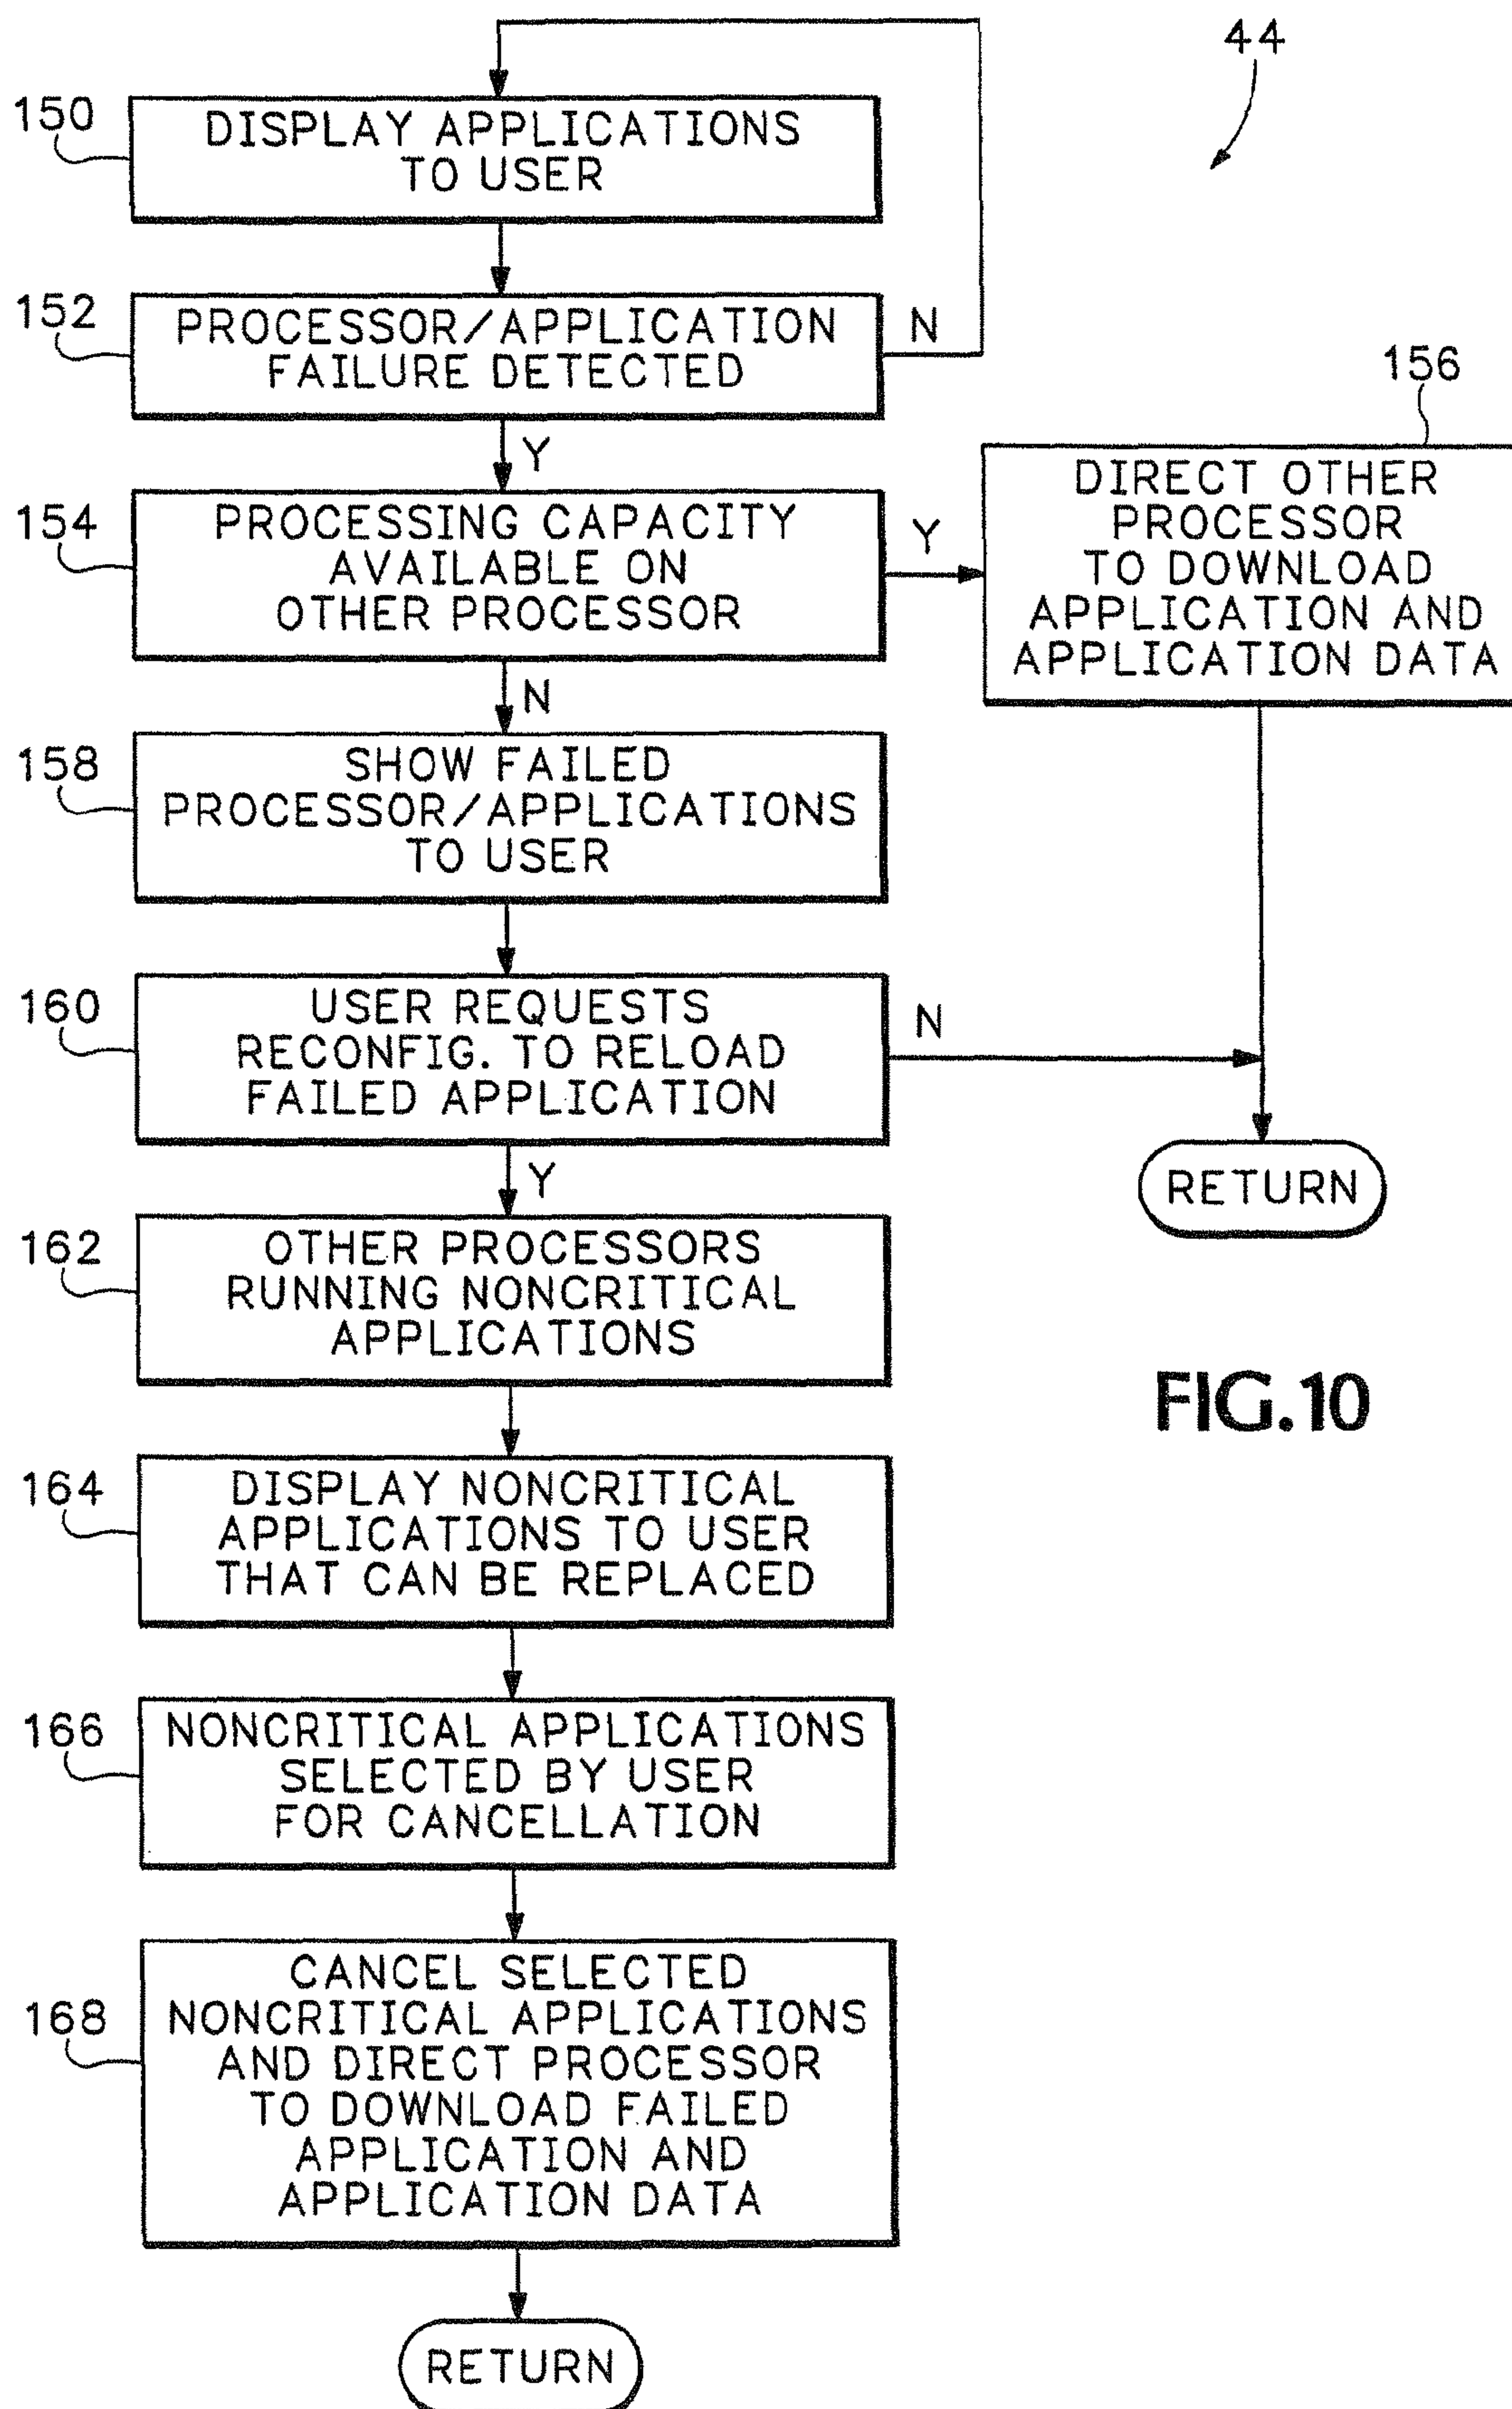 44
150
DISPLAY APPLICATIONS
TO USER
152
PROCESSOR/APPLICATION
FAILURE DETECTED
N
Y
154
PROCESSING CAPACITY
AVAILABLE ON
OTHER PROCESSOR
Y
156
DIRECT OTHER
PROCESSOR
TO DOWNLOAD
APPLICATION AND
APPLICATION DATA
N
158
SHOW FAILED
PROCESSOR/APPLICATIONS
TO USER
160
USER REQUESTS
RECONFIG. TO RELOAD
FAILED APPLICATION
N
RETURN
Y
162
OTHER PROCESSORS
RUNNING NONCRITICAL
APPLICATIONS
FIG.10
164
DISPLAY NONCRITICAL
APPLICATIONS TO USER
THAT CAN BE REPLACED
166
NONCRITICAL APPLICATIONS
SELECTED BY USER
FOR CANCELLATION
168
CANCEL SELECTED
NONCRITICAL APPLICATIONS
AND DIRECT PROCESSOR
TO DOWNLOAD FAILED
APPLICATION AND
APPLICATION DATA
RETURN